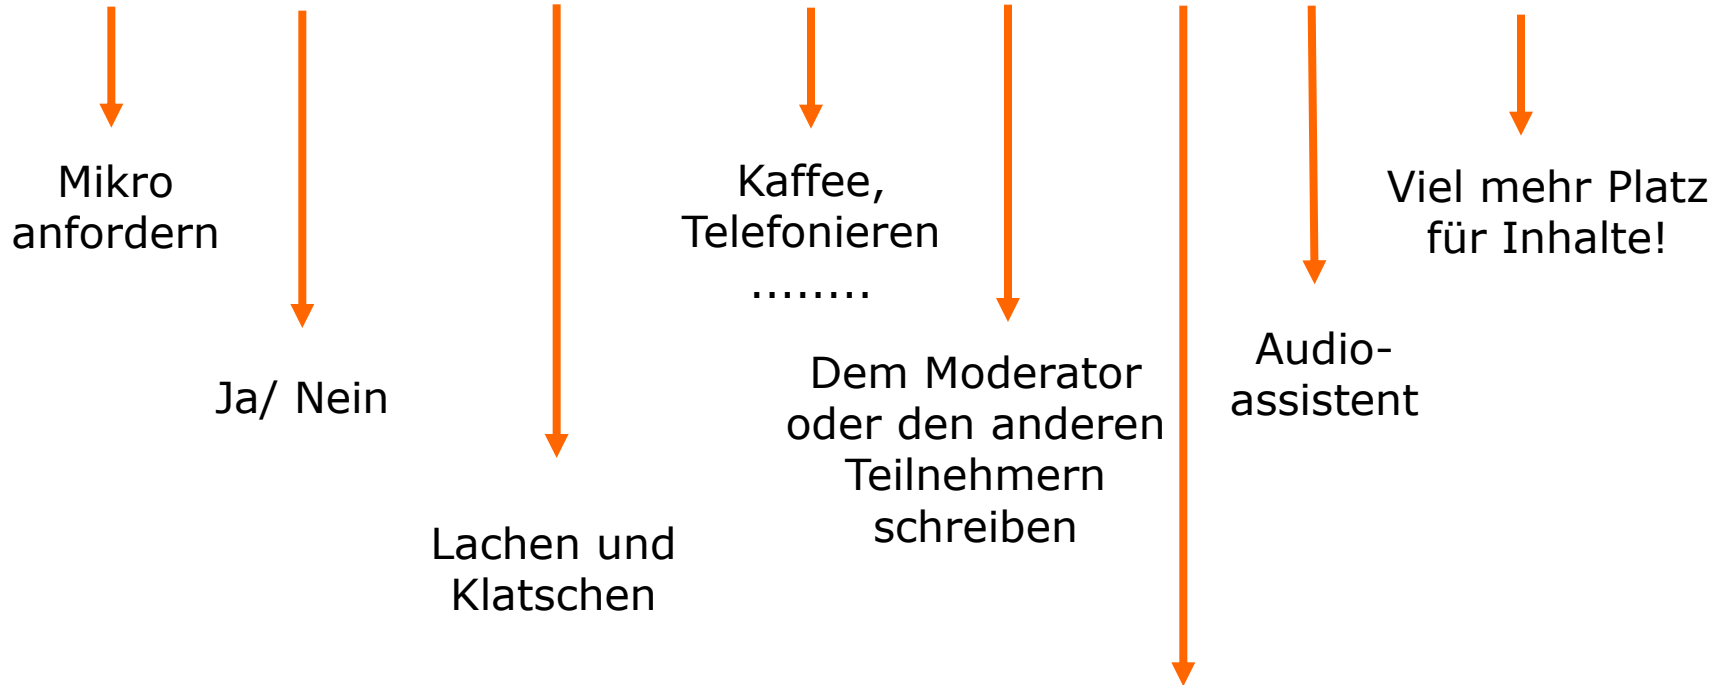 Mikro
anfordern
Ja/ Nein
Lachen und
Klatschen
Kaffee,
Telefonieren
........
Dem Moderator
oder den anderen
Teilnehmern
schreiben
Audio-
assistent
Viel mehr Platz
für Inhalte!